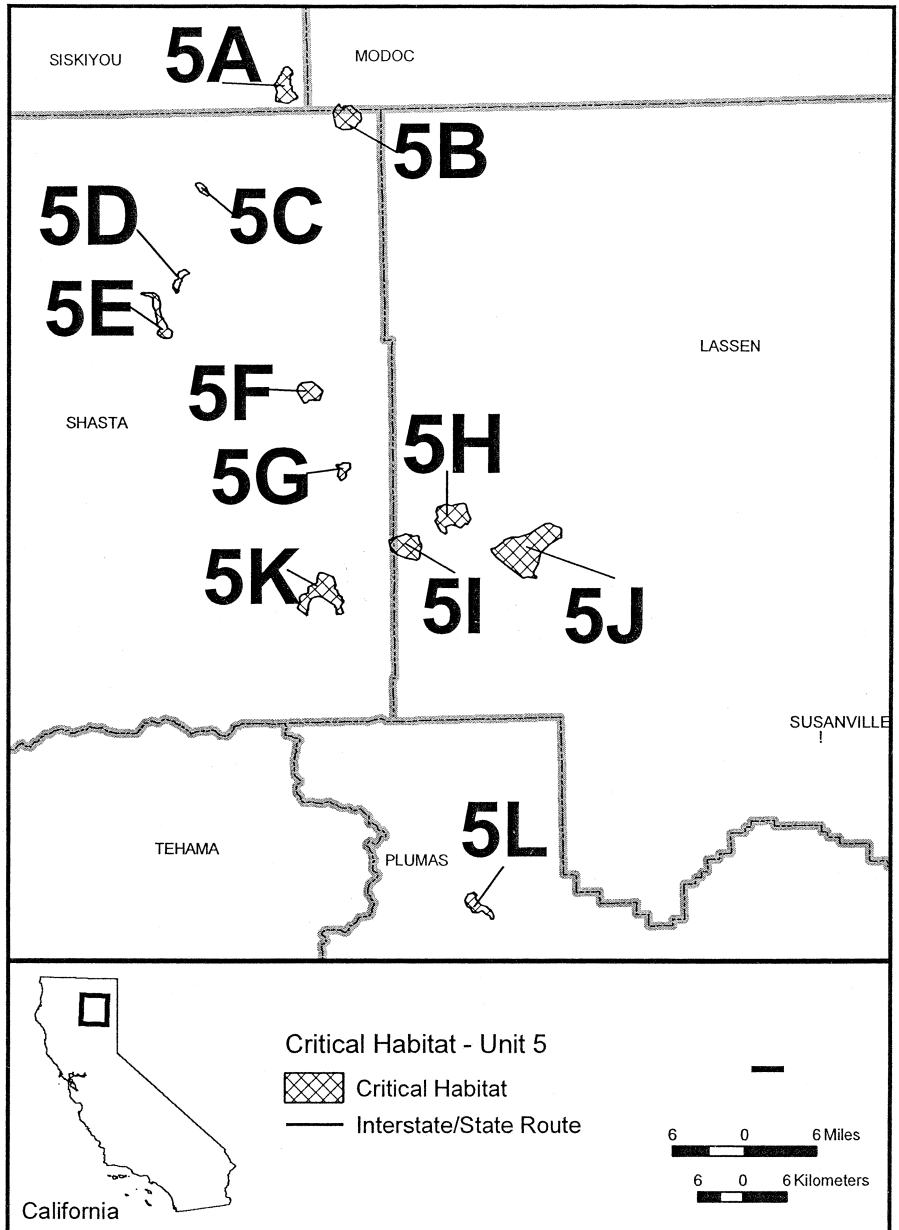 SISKIYOU
5A
MODOC
5B
5C
5D
5E
LASSEN
5F
SHASTA
5H
5G
5K
5I
5J
SUSANVILLE
!
5L
TEHAMA
PLUMAS
Critical Habitat - Unit 5
Critical Habitat
Interstate/State Route
6 0 6 Miles
6 0 6 Kilometers
California